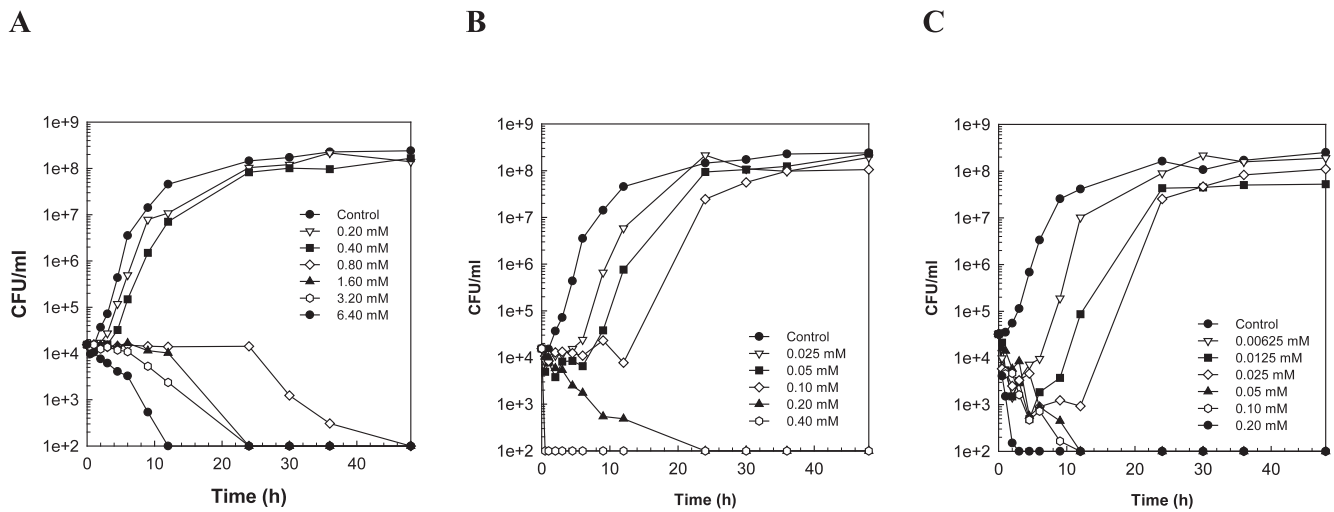 A
B
C
1e+9
1e+8
1e+7
1e+6
1e+5
1e+4
1e+3
1e+2
CFU/ml
0
10
20
30
40
Time (h)
Control
0.20 mM
0.40 mM
0.80 mM
1.60 mM
3.20 mM
6.40 mM
1e+9
1e+8
1e+7
1e+6
1e+5
1e+4
1e+3
1e+2
CFU/ml
0
10
20
30
40
Time (h)
Control
0.025 mM
0.05 mM
0.10 mM
0.20 mM
0.40 mM
1e+9
1e+8
1e+7
1e+6
1e+5
1e+4
1e+3
1e+2
CFU/ml
0
10
20
30
40
Time (h)
Control
0.00625 mM
0.0125 mM
0.025 mM
0.05 mM
0.10 mM
0.20 mM